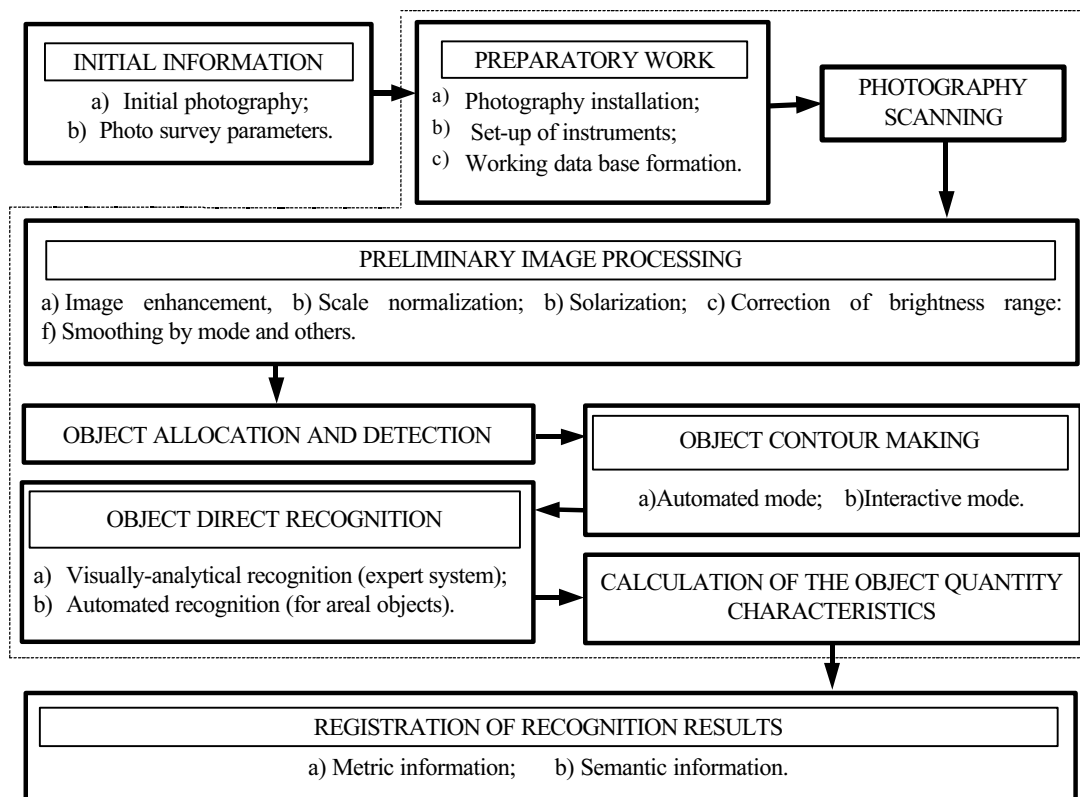 INITIAL INFORMATION
a) Initial photography;
b) Photo survey parameters.
PREPARATORY WORK
a) Photography installation;
b) Set-up of instruments;
c) Working data base formation.
PHOTOGRAPHY
SCANNING
PRELIMINARY IMAGE PROCESSING
a) Image enhancement, b) Scale normalization; b) Solarization; c) Correction of brightness range:
f) Smoothing by mode and others.
OBJECT ALLOCATION AND DETECTION
OBJECT CONTOUR MAKING
a)Automated mode; b)Interactive mode.
OBJECT DIRECT RECOGNITION
a) Visually-analytical recognition (expert system);
b) Automated recognition (for areal objects).
CALCULATION OF THE OBJECT QUANTITY
CHARACTERISTICS
REGISTRATION OF RECOGNITION RESULTS
a) Metric information; b) Semantic information.